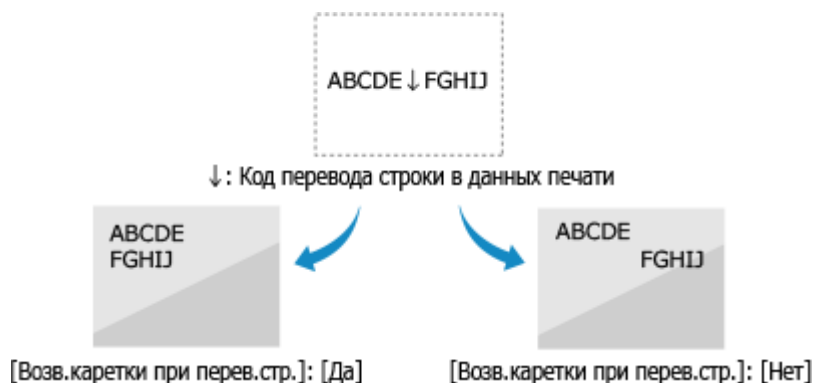 ABCDE↓FGHIJ
↓: Код перевода строки в данных печати
ABCDE
FGHIJ
ABCDE
FGHIJ
[Возв.каретки при перев.стр.]: [Да]
[Возв.каретки при перев.стр.]: [Нет]